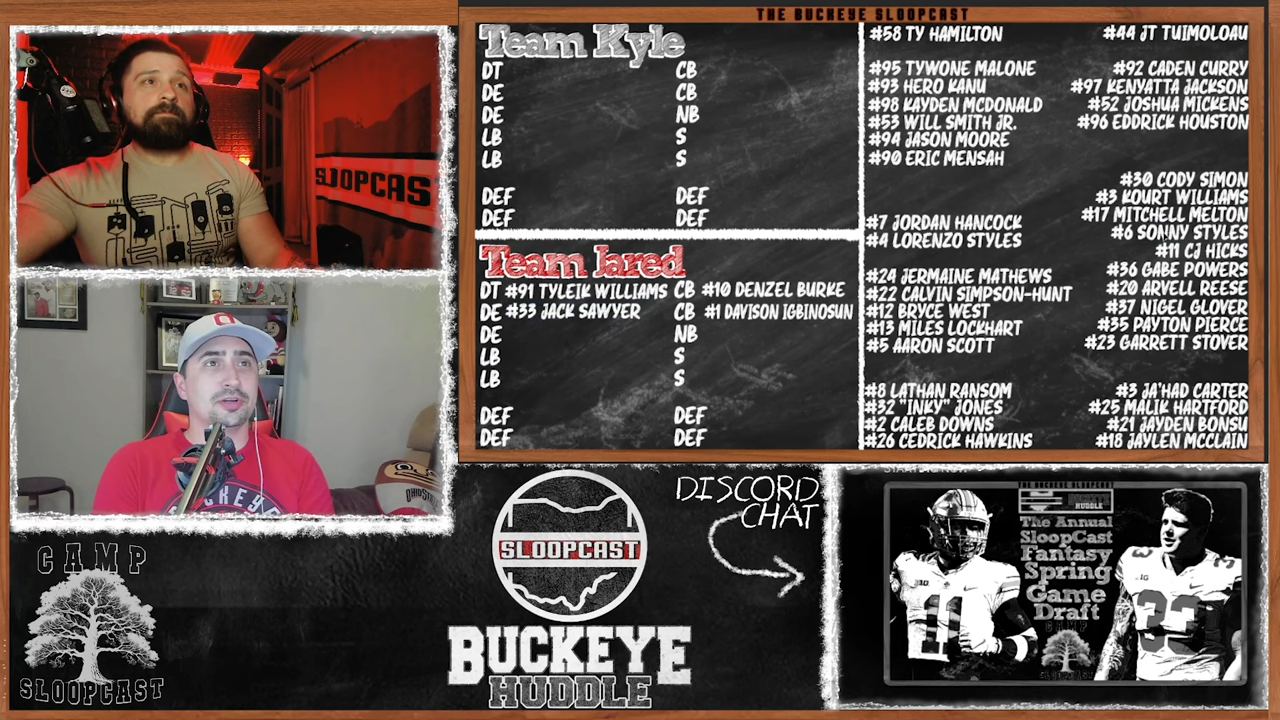 THE BUCKEYE SLOOPCAST
SLOOPCAS
Team Kyle
DT CB
DE CB
DE NB
LB S
LB S
DEF DEF
DEF DEF
Team Jared
DT #91 TYLEIK WILLIAMS CB #10 DENZEL BURKE
DE #33 JACK SAWYER CB #1 DAVISON IGBINOSUN
DE NB
LB S
LB S
DEF DEF
DEF DEF
#58 TY HAMILTON
#95 TYWONE MALONE
#93 HERO KANU
#98 KAYDEN MCDONALD
#53 WILL SMITH JR.
#94 JASON MOORE
#90 ERIC MENSAH
#7 JORDAN HANCOCK
#4 LORENZO STYLES
#24 JERMAINE MATHEWS
#22 CALVIN SIMPSON-HUNT
#12 BRYCE WEST
#13 MILES LOCKHART
#5 AARON SCOTT
#8 LATHAN RANSOM
#32 "INKY" JONES
#2 CALEB DOWNS
#26 CEDRICK HAWKINS
#44 JT TUIMOLOAU
#92 CADEN CURRY
#97 KENYATTA JACKSON
#52 JOSHUA MICKENS
#96 EDDRICK HOUSTON
#30 CODY SIMON
#3 KOURT WILLIAMS
#17 MITCHELL MELTON
#6 SONNY STYLES
#11 CJ HICKS
#36 GABE POWERS
#20 ARVELL REESE
#37 NIGEL GLOVER
#35 PAYTON PIERCE
#23 GARRETT STOVER
#3 JA'HAD CARTER
#25 MALIK HARTFORD
#21 JAYDEN BONSU
#18 JAYLEN MCCLAIN
CAMP
SLOOPCAST
SLOOPCAST
BUCKEYE
HUDDLE
DISCORD
CHAT
THE BUCKEYE SLOOPCAST
The Annual
SloopCast
Fantasy
Spring
Game
Draft
CAMP
11
33